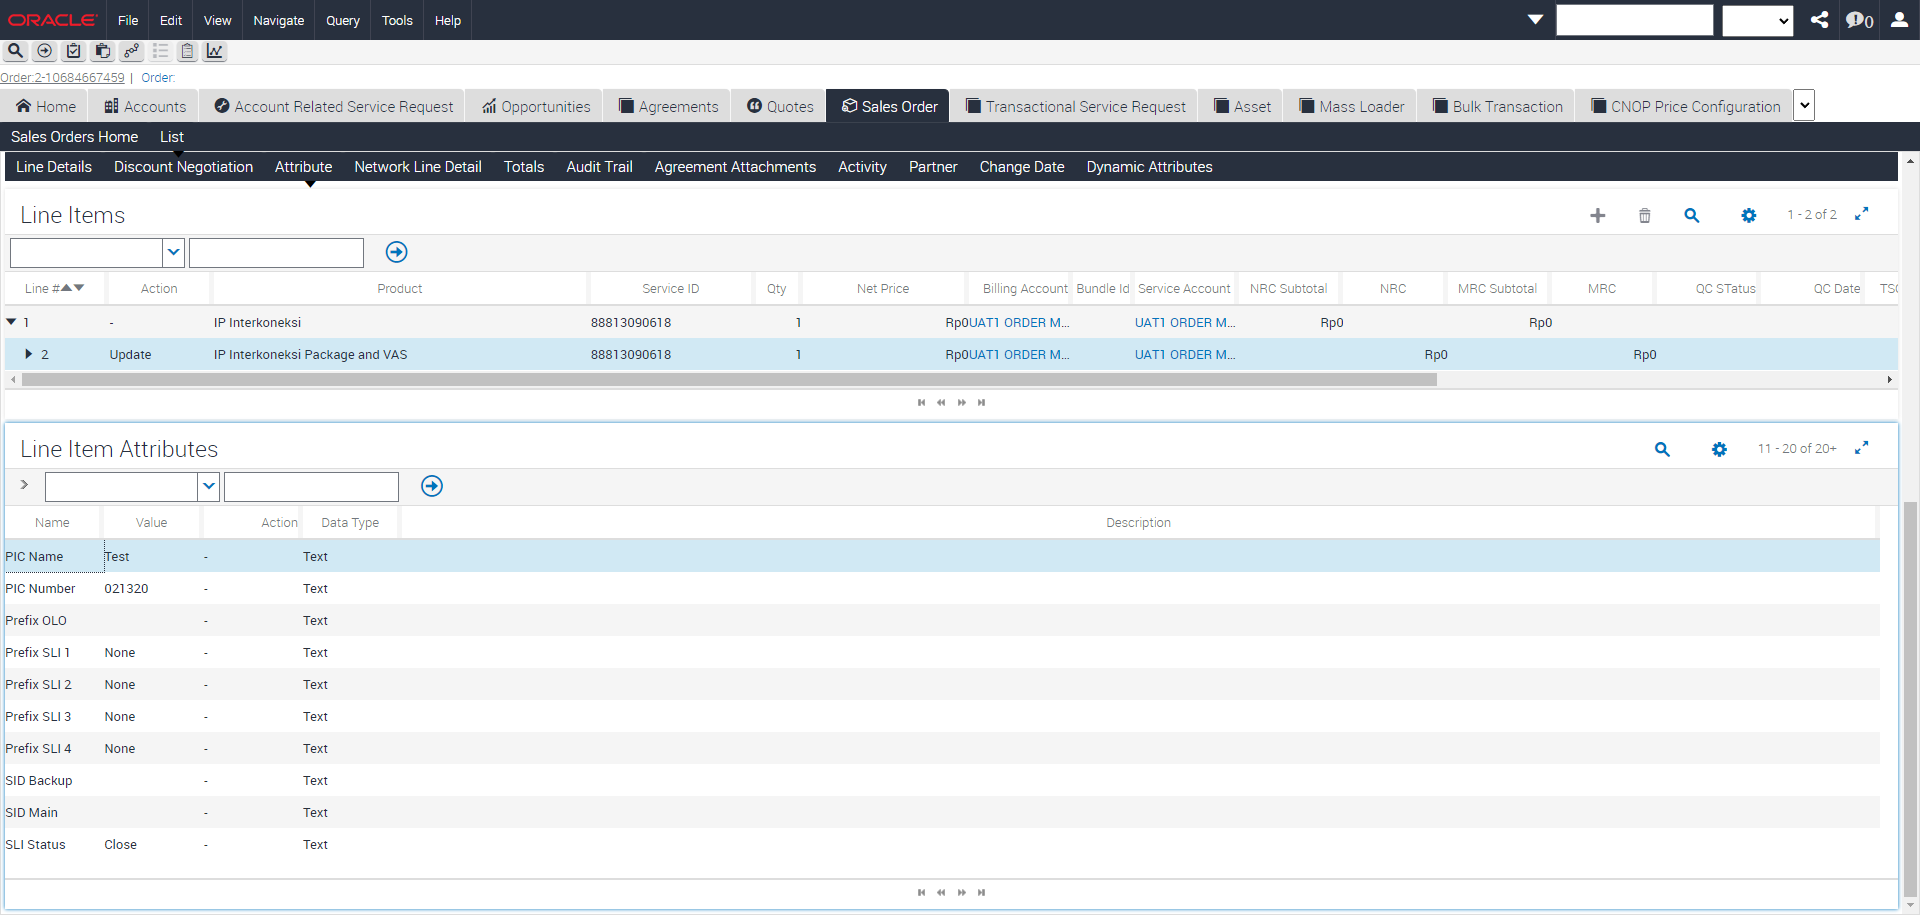 ORACLE File Edit View Navigate Query Tools Help 0
Order:2-10684667459 | Order:
Home Accounts Account Related Service Request Opportunities Agreements Quotes Sales Order Transactional Service Request Asset Mass Loader Bulk Transaction CNOP Price Configuration
Sales Orders Home List
Line Details Discount Negotiation Attribute Network Line Detail Totals Audit Trail Agreement Attachments Activity Partner Change Date Dynamic Attributes
Line Items 1 - 2 of 2
Line # Action Product Service ID Qty Net Price Billing Account Bundle Id Service Account NRC Subtotal NRC MRC Subtotal MRC QC STatus QC Date TSC
1 - IP Interkoneksi 88813090618 1 Rp0 UAT1 ORDER M... UAT1 ORDER M... Rp0 Rp0
2 Update IP Interkoneksi Package and VAS 88813090618 1 Rp0 UAT1 ORDER M... UAT1 ORDER M... Rp0 Rp0
Line Item Attributes 11 - 20 of 20+
Name Value Action Data Type Description
PIC Name Test - Text
PIC Number 021320 - Text
Prefix OLO - Text
Prefix SLI 1 None - Text
Prefix SLI 2 None - Text
Prefix SLI 3 None - Text
Prefix SLI 4 None - Text
SID Backup - Text
SID Main - Text
SLI Status Close - Text